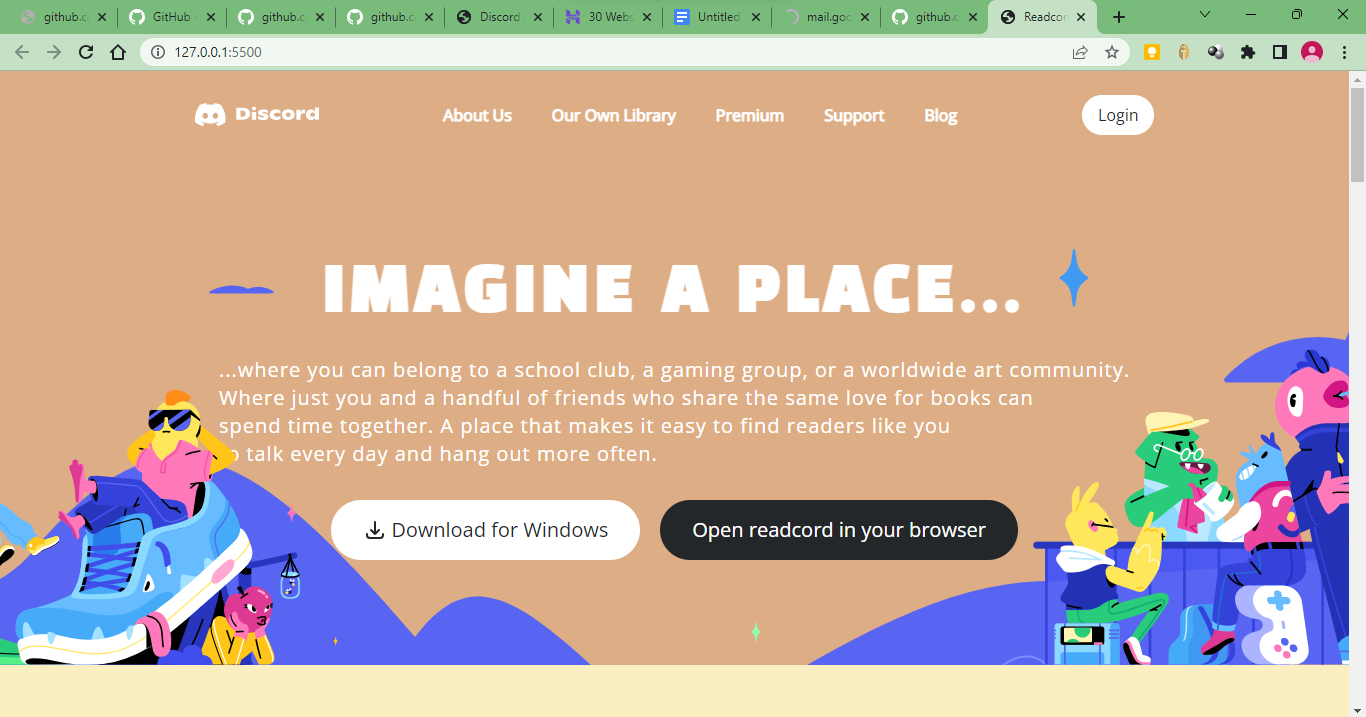 github.c
GitHub -
github.c
github.c
Discord
30 Webs
Untitled
mail.goo
github.c
Readcor
127.0.0.1:5500
Discord
About Us
Our Own Library
Premium
Support
Blog
Login
IMAGINE A PLACE...
...where you can belong to a school club, a gaming group, or a worldwide art community.
Where just you and a handful of friends who share the same love for books can
spend time together. A place that makes it easy to find readers like you
talk every day and hang out more often.
Download for Windows
Open readcord in your browser